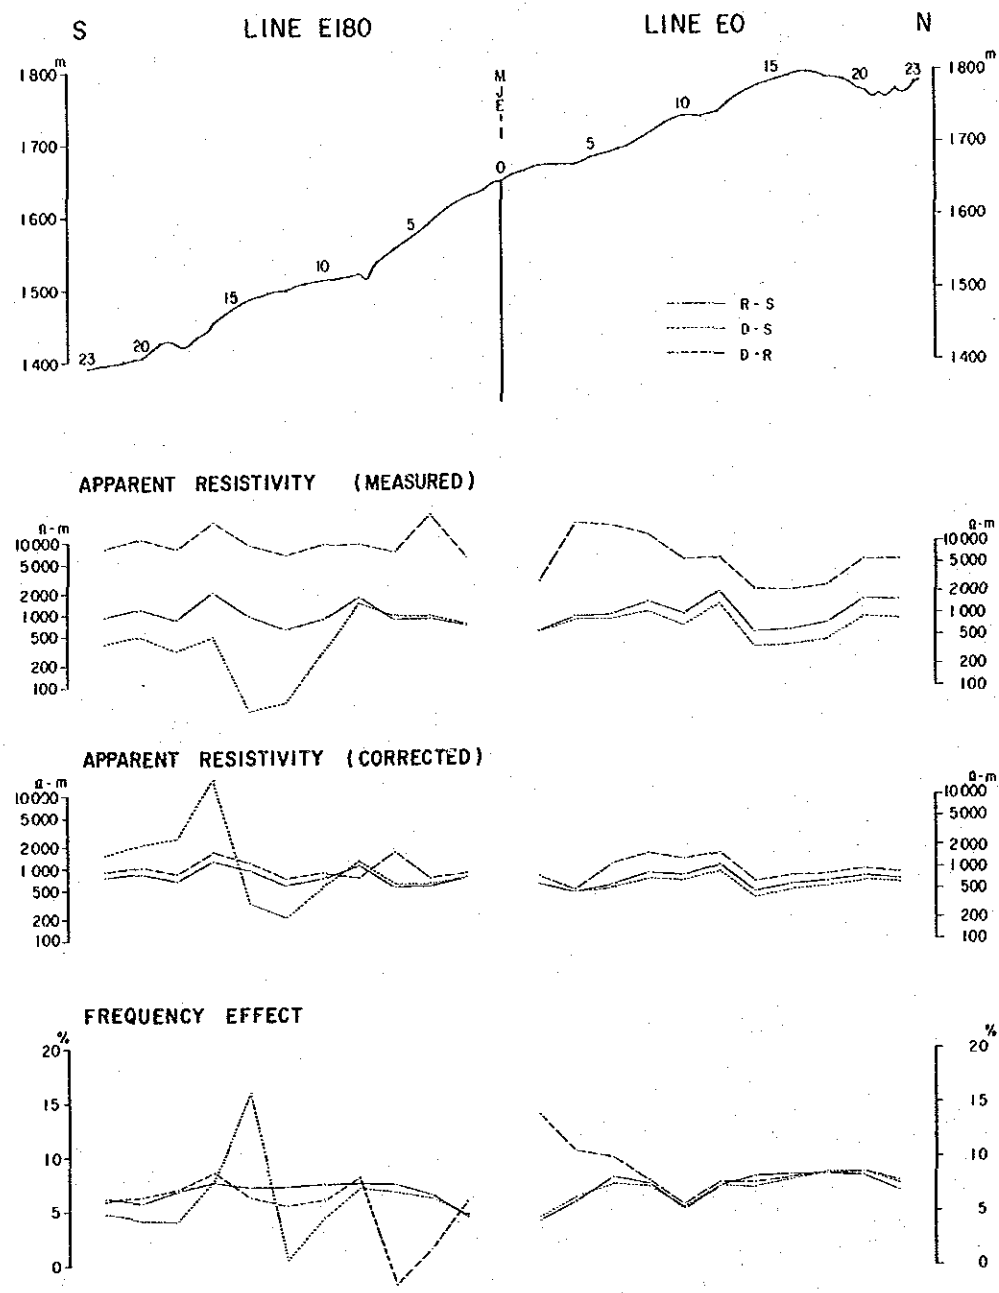 S LINE E180 LINE E0 N
m m
1800 1800
M
J
E
-
1
15 20 23
10
1700 1700
5
0
1600 1600
5
10
1500 1500
15
R - S
D - S
D - R
20
23
1400 1400
APPARENT RESISTIVITY (MEASURED)
Ω-m Ω-m
10000 10000
5000 5000
2000 2000
1000 1000
500 500
200 200
100 100
APPARENT RESISTIVITY (CORRECTED)
Ω-m Ω-m
10000 10000
5000 5000
2000 2000
1000 1000
500 500
200 200
100 100
FREQUENCY EFFECT
% %
20 20
15 15
10 10
5 5
0 0